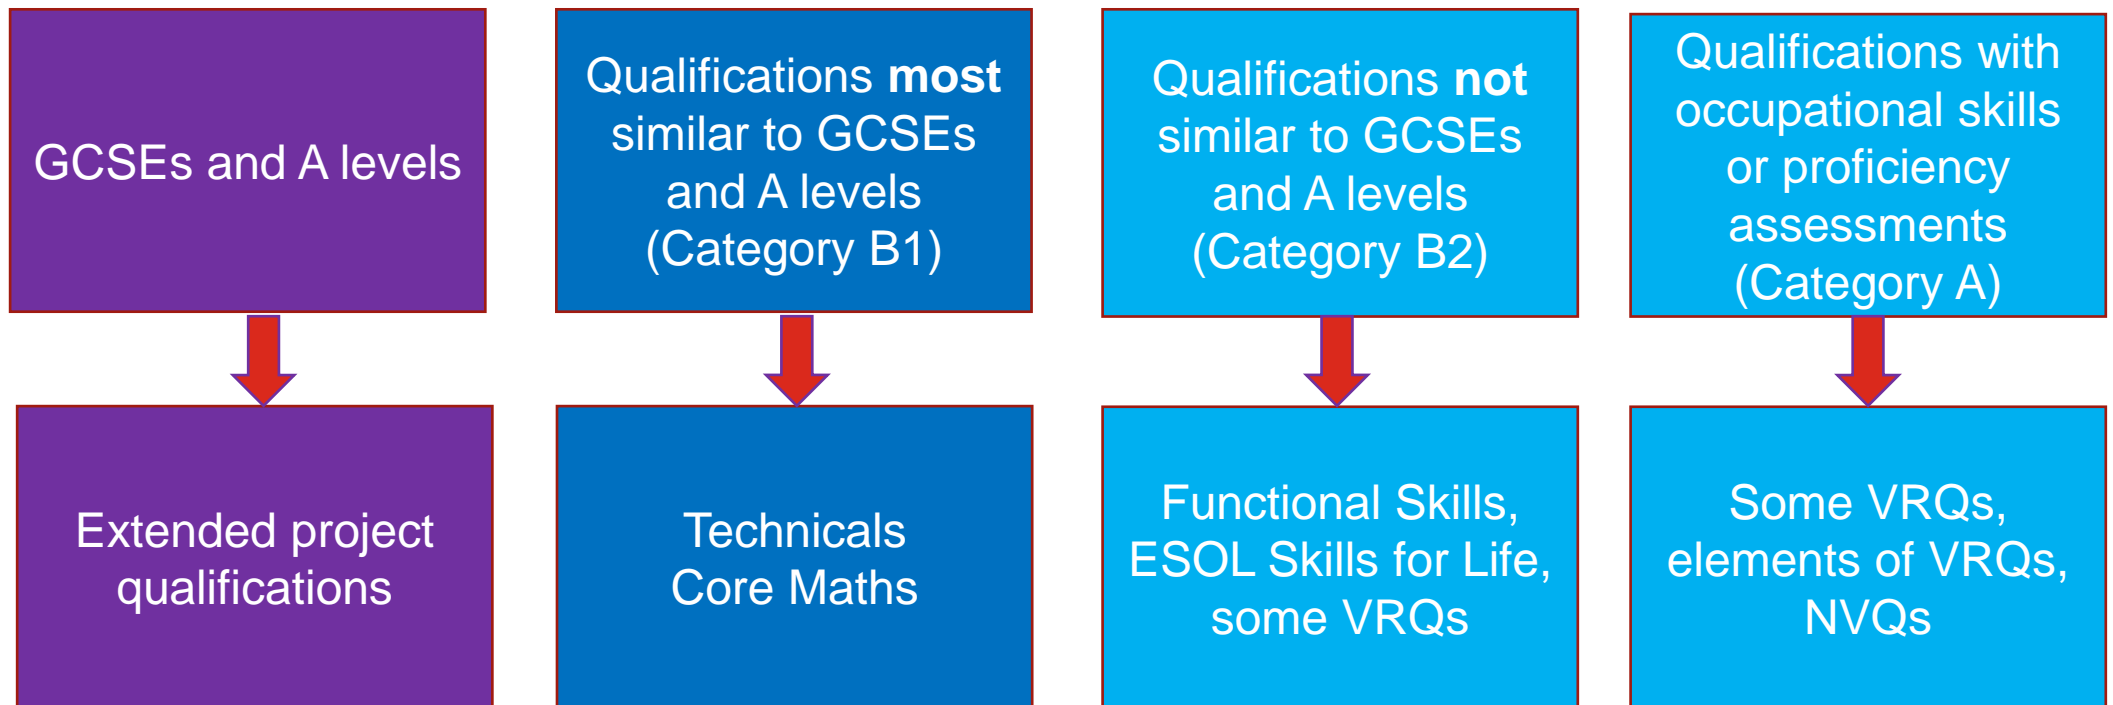 GCSEs and A levels
Qualifications most
similar to GCSEs
and A levels
(Category B1)
Qualifications not
similar to GCSEs
and A levels
(Category B2)
Qualifications with
occupational skills
or proficiency
assessments
(Category A)
Extended project
qualifications
Technicals
Core Maths
Functional Skills,
ESOL Skills for Life,
some VRQs
Some VRQs,
elements of VRQs,
NVQs